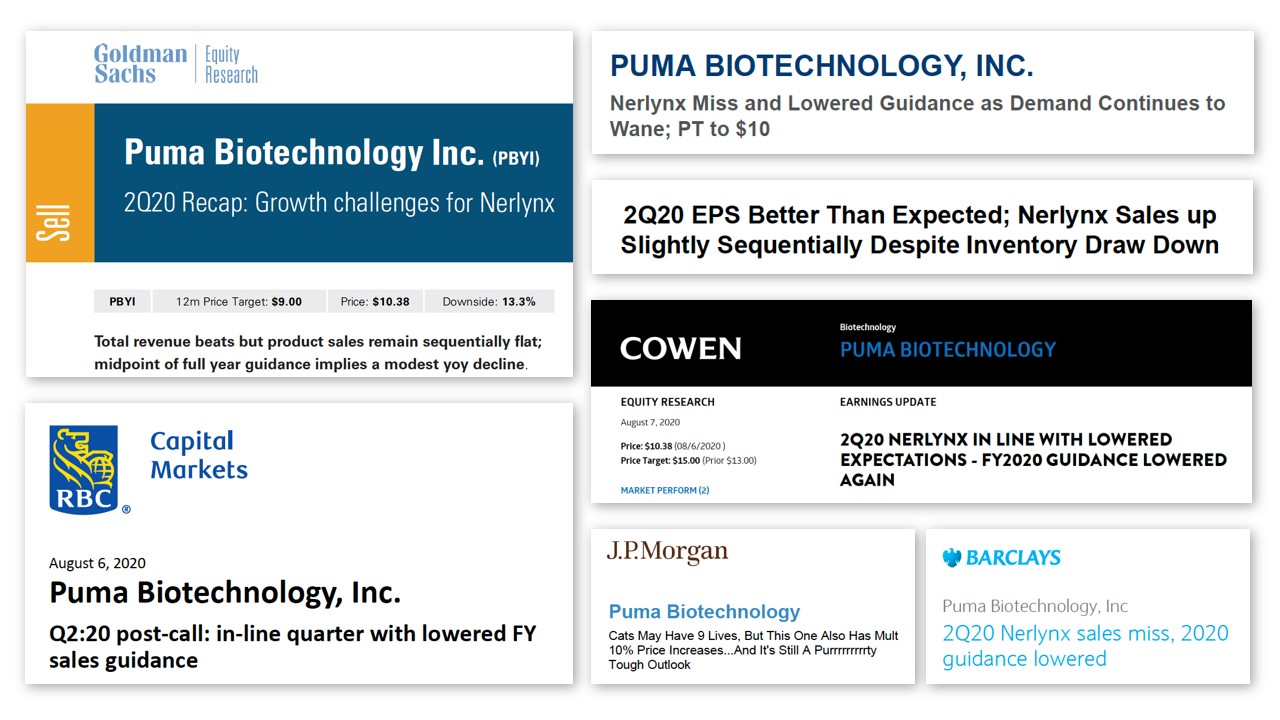 Goldman Sachs
Equity Research
Sell
Puma Biotechnology Inc. (PBYI)
2Q20 Recap: Growth challenges for Nerlynx
PBYI 12m Price Target: $9.00 Price: $10.38 Downside: 13.3%
Total revenue beats but product sales remain sequentially flat;
midpoint of full year guidance implies a modest yoy decline.
RBC ®
Capital
Markets
August 6, 2020
Puma Biotechnology, Inc.
Q2:20 post-call: in-line quarter with lowered FY
sales guidance
PUMA BIOTECHNOLOGY, INC.
Nerlynx Miss and Lowered Guidance as Demand Continues to
Wane; PT to $10
2Q20 EPS Better Than Expected; Nerlynx Sales up
Slightly Sequentially Despite Inventory Draw Down
COWEN
Biotechnology
PUMA BIOTECHNOLOGY
EQUITY RESEARCH
August 7, 2020
Price: $10.38 (08/6/2020 )
Price Target: $15.00 (Prior $13.00)
MARKET PERFORM (2)
EARNINGS UPDATE
2Q20 NERLYNX IN LINE WITH LOWERED
EXPECTATIONS - FY2020 GUIDANCE LOWERED
AGAIN
J.P.Morgan
Puma Biotechnology
Cats May Have 9 Lives, But This One Also Has Mult
10% Price Increases...And It's Still A Purrrrrrrrrrty
Tough Outlook
BARCLAYS
Puma Biotechnology, Inc
2Q20 Nerlynx sales miss, 2020
guidance lowered